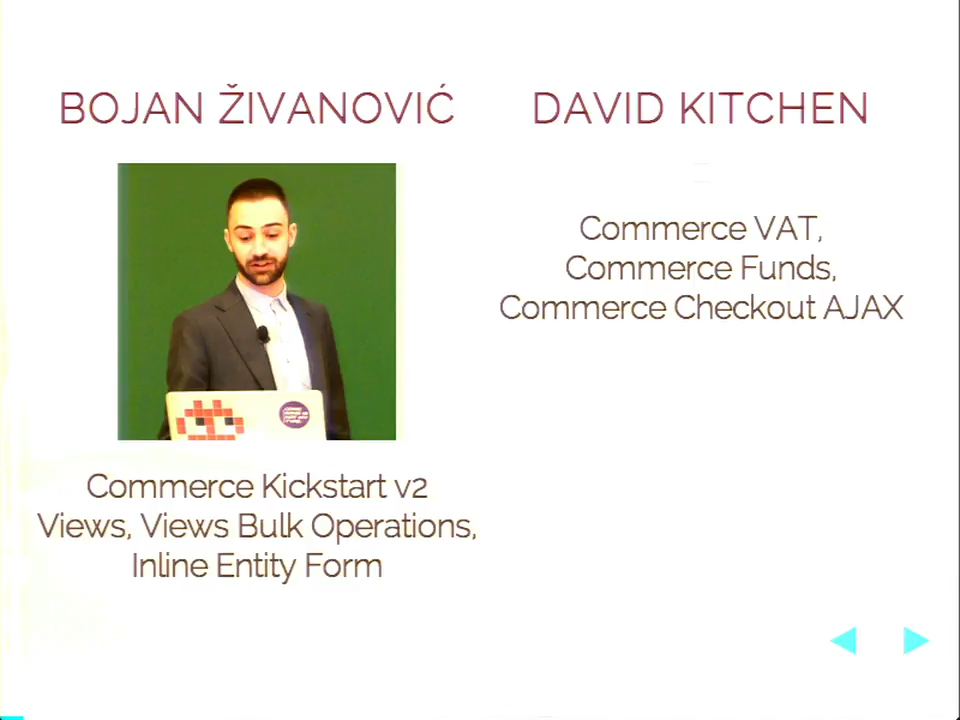 BOJAN ŽIVANOVIĆ
Commerce Kickstart v2
Views, Views Bulk Operations,
Inline Entity Form
DAVID KITCHEN
Commerce VAT,
Commerce Funds,
Commerce Checkout AJAX